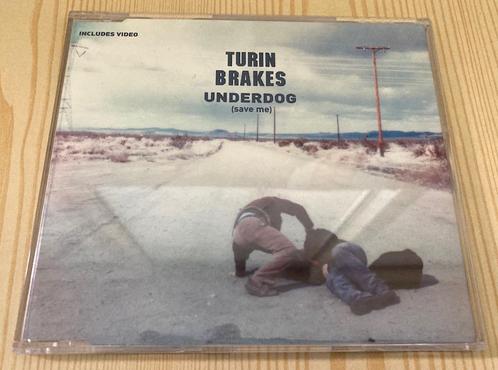 INCLUDES VIDEO
TURIN
BRAKES
UNDERDOG
(save me)